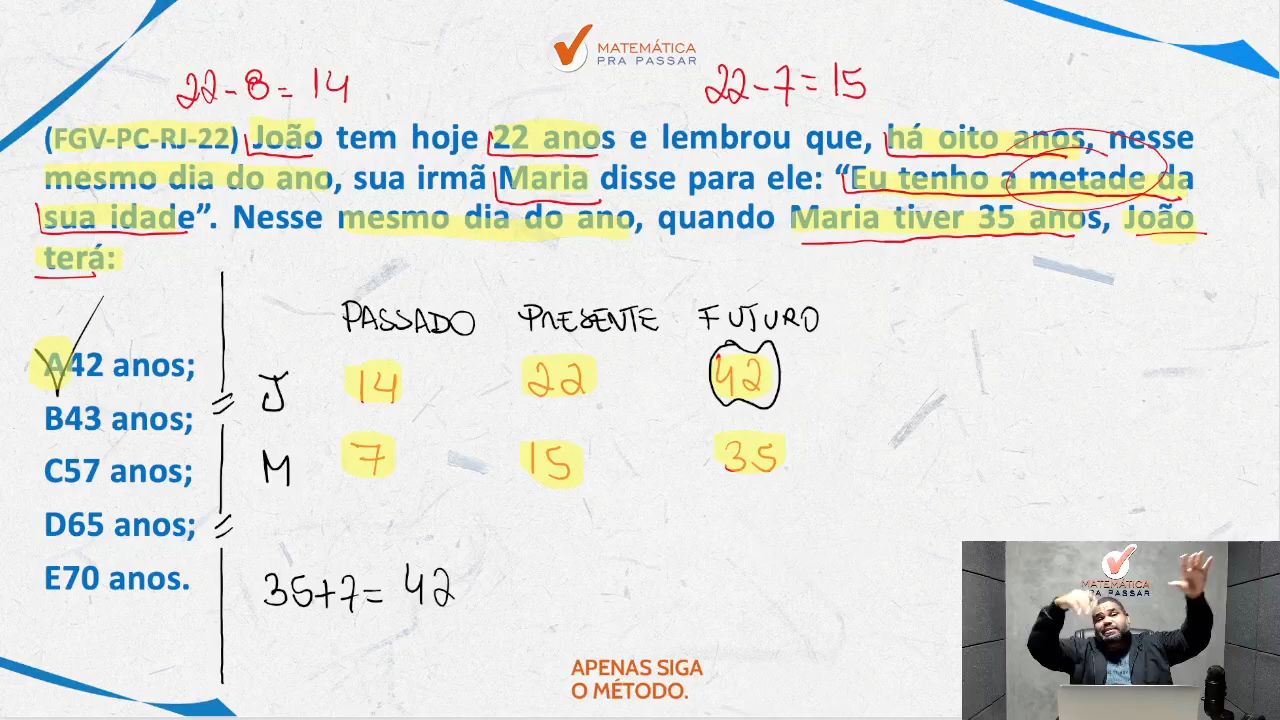 MATEMÁTICA
PRA PASSAR
22-8=14
22-7=15
(FGV-PC-RJ-22) João tem hoje 22 anos e lembrou que, há oito anos, nesse
mesmo dia do ano, sua irmã Maria disse para ele: “Eu tenho a metade da
sua idade”. Nesse mesmo dia do ano, quando Maria tiver 35 anos, João
terá:
PASSADO PRESENTE FUTURO
A42 anos;
J 14 22 42
B43 anos;
M 7 15 35
C57 anos;
D65 anos;
E70 anos.
35+7=42
MATEMÁTICA
PRA PASSAR
APENAS SIGA
O MÉTODO.